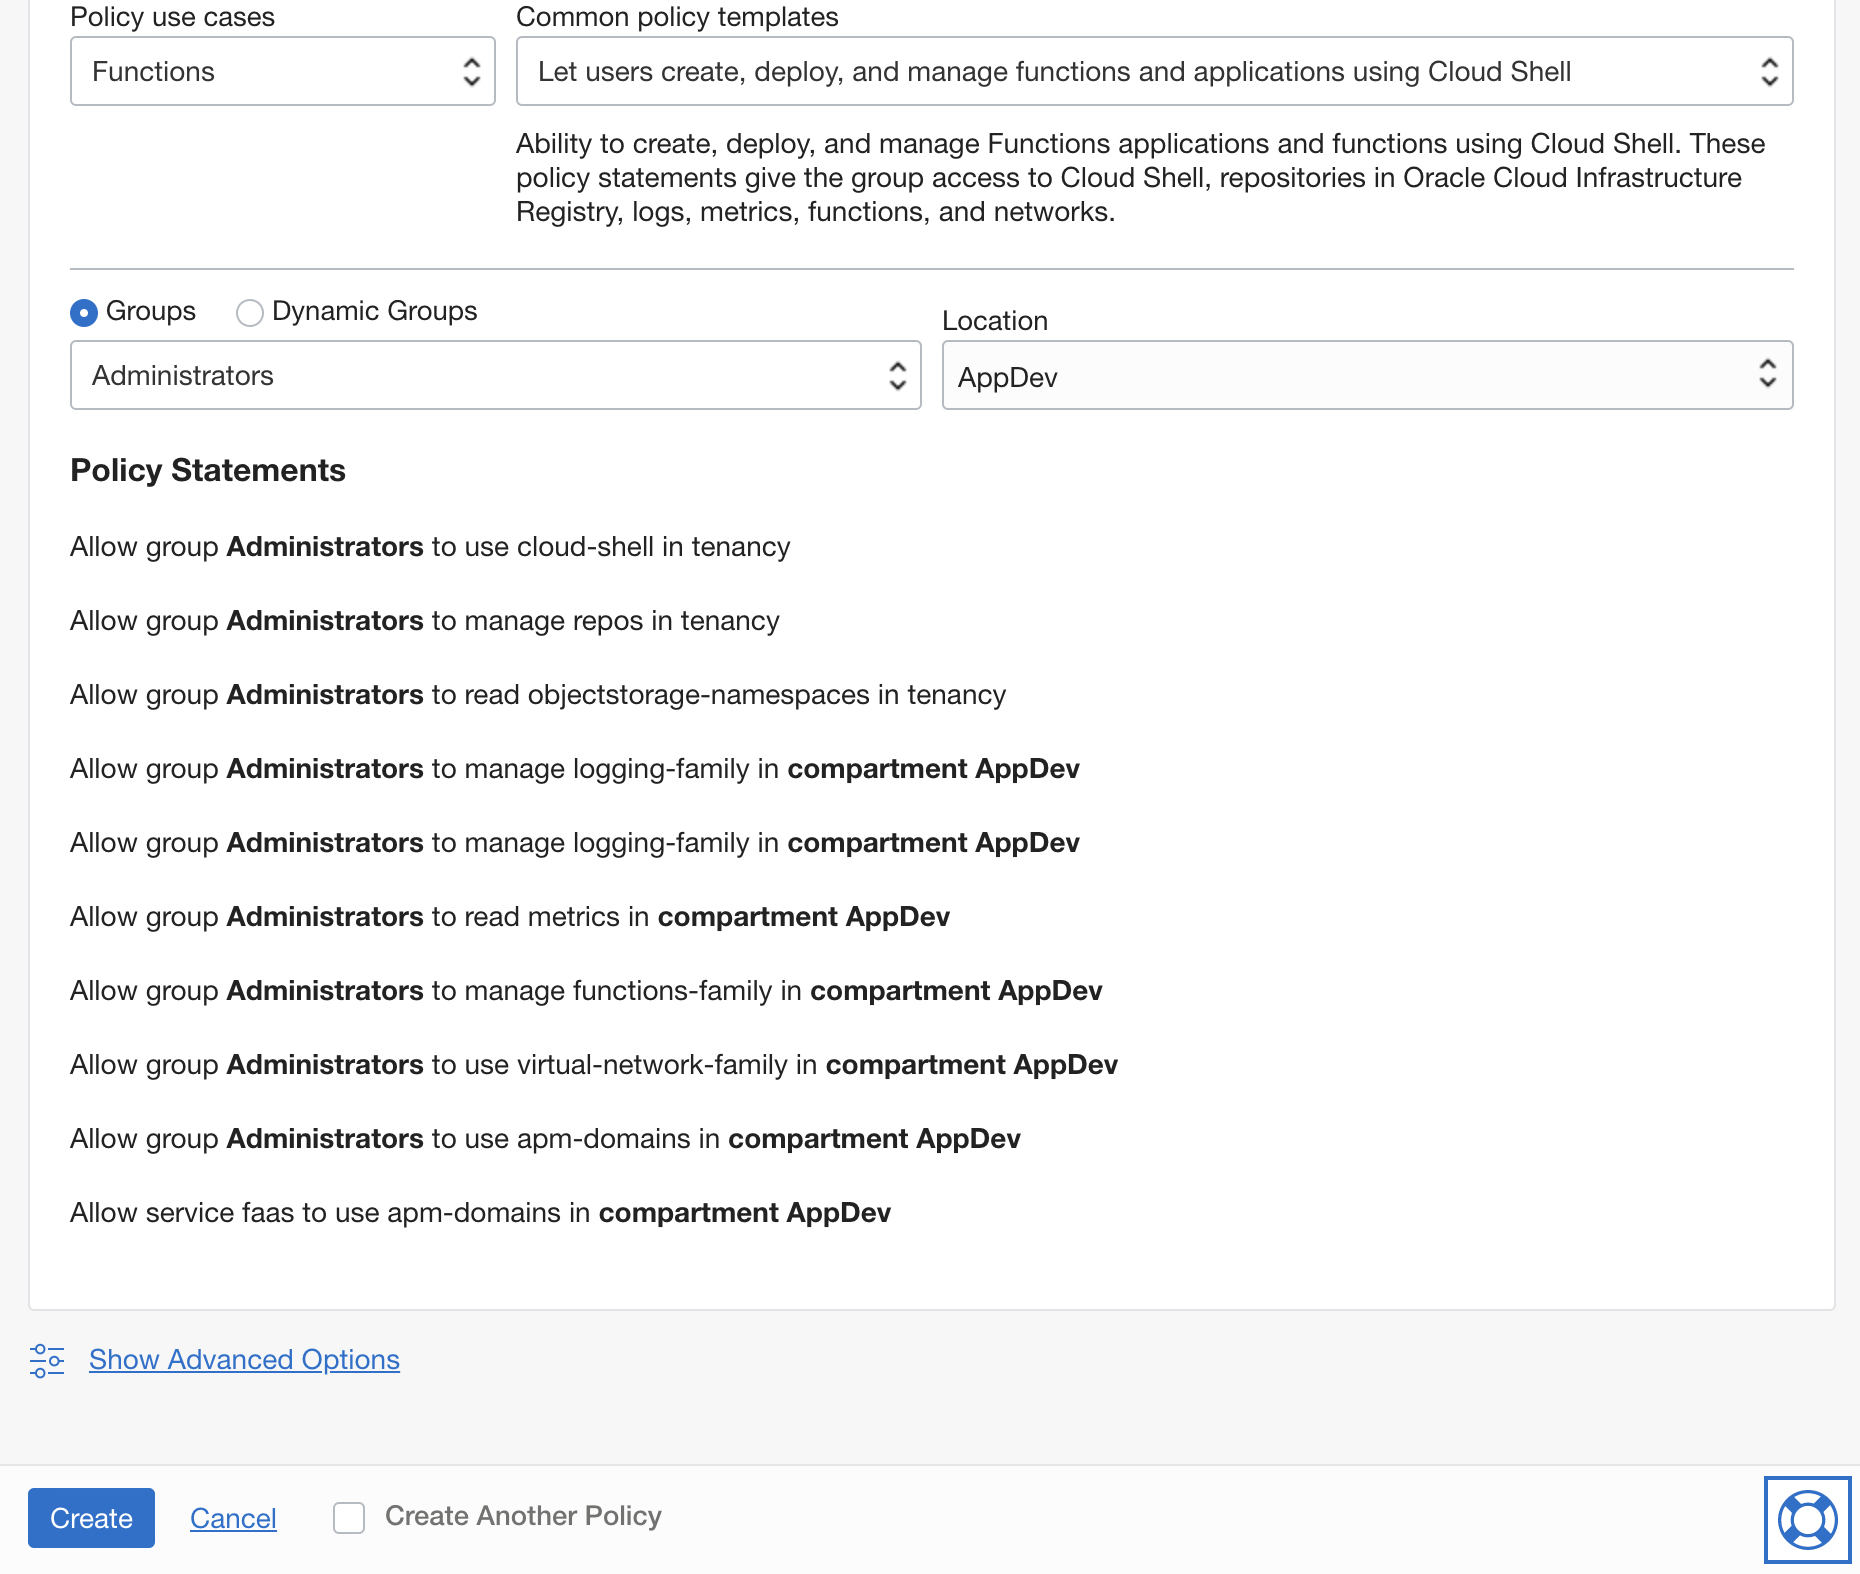 Policy use cases
Common policy templates
Functions
Let users create, deploy, and manage functions and applications using Cloud Shell
Ability to create, deploy, and manage Functions applications and functions using Cloud Shell. These
policy statements give the group access to Cloud Shell, repositories in Oracle Cloud Infrastructure
Registry, logs, metrics, functions, and networks.
Groups
Dynamic Groups
Location
Administrators
AppDev
Policy Statements
Allow group Administrators to use cloud-shell in tenancy
Allow group Administrators to manage repos in tenancy
Allow group Administrators to read objectstorage-namespaces in tenancy
Allow group Administrators to manage logging-family in compartment AppDev
Allow group Administrators to manage logging-family in compartment AppDev
Allow group Administrators to read metrics in compartment AppDev
Allow group Administrators to manage functions-family in compartment AppDev
Allow group Administrators to use virtual-network-family in compartment AppDev
Allow group Administrators to use apm-domains in compartment AppDev
Allow service faas to use apm-domains in compartment AppDev
Show Advanced Options
Create
Cancel
Create Another Policy